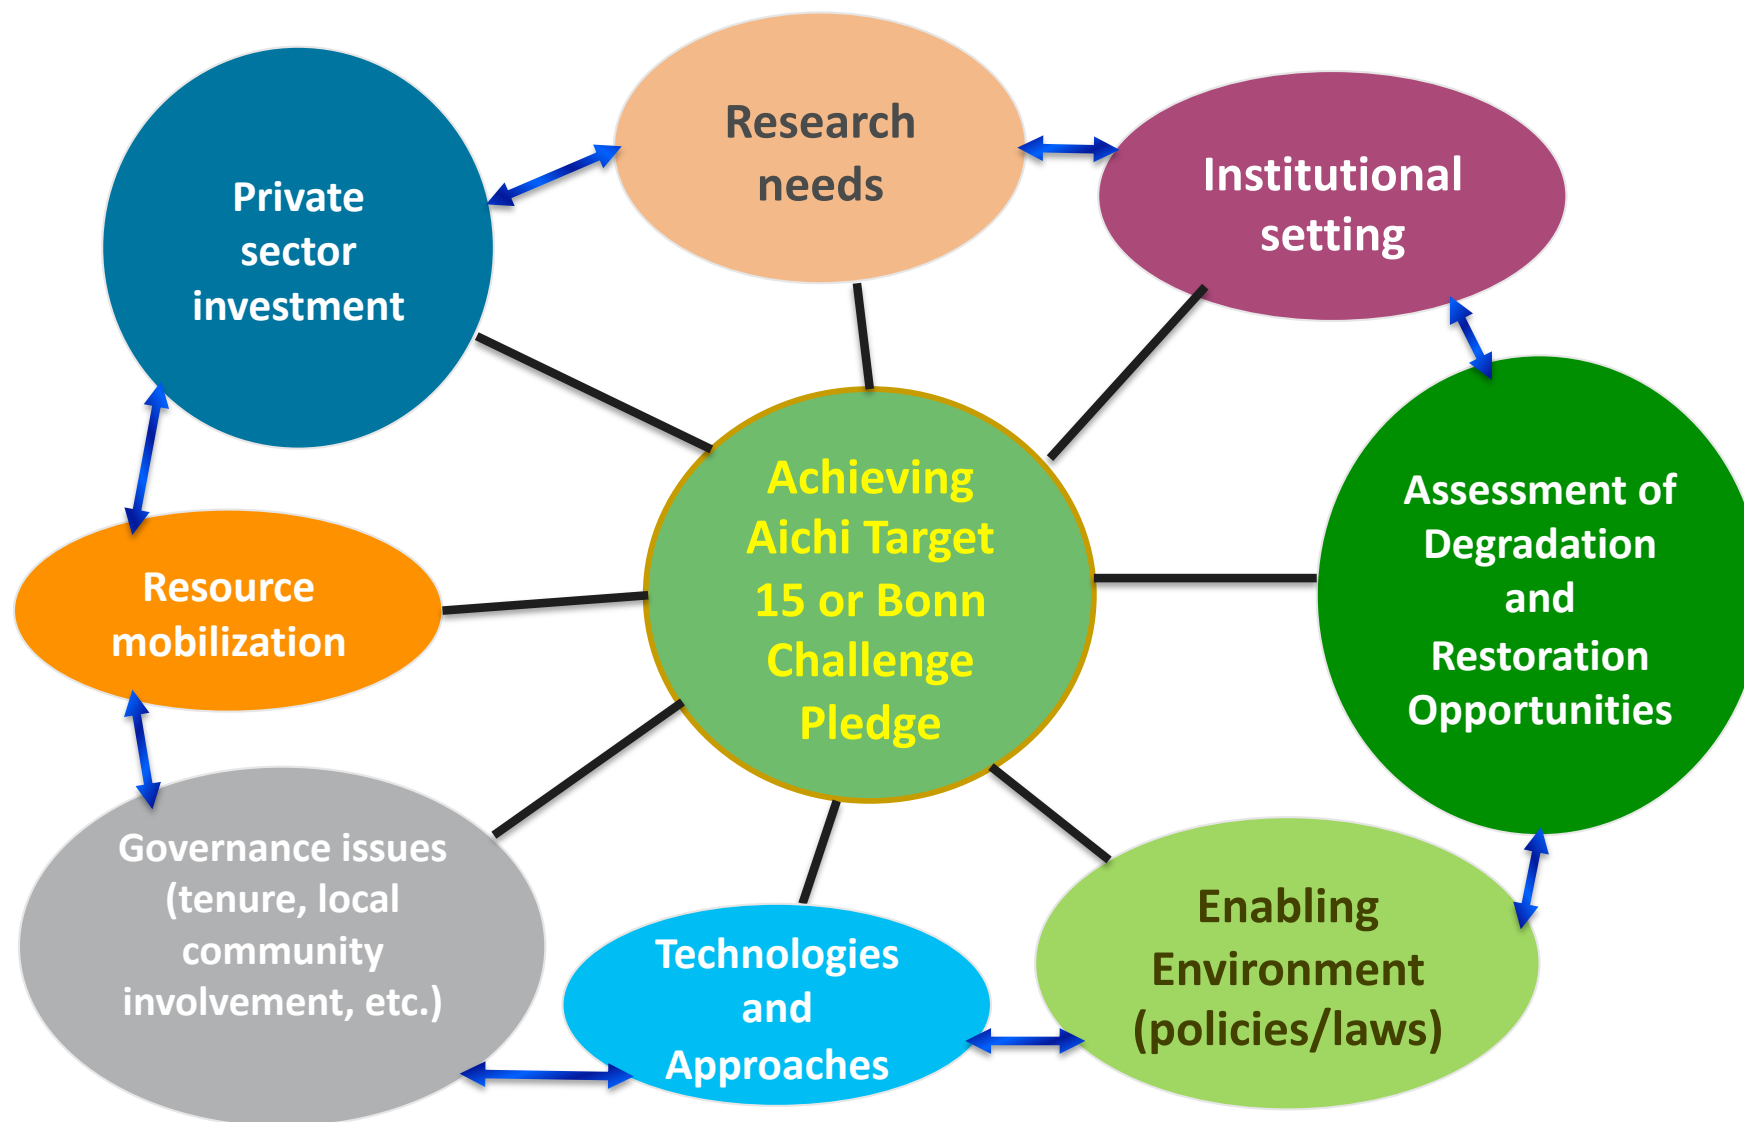 Research
needs
Institutional
setting
Private
sector
investment
Assessment of
Degradation
and
Restoration
Opportunities
Achieving
Aichi Target
15 or Bonn
Challenge
Pledge
Resource
mobilization
Governance issues
(tenure, local
community
involvement, etc.)
Technologies
and
Approaches
Enabling
Environment
(policies/laws)